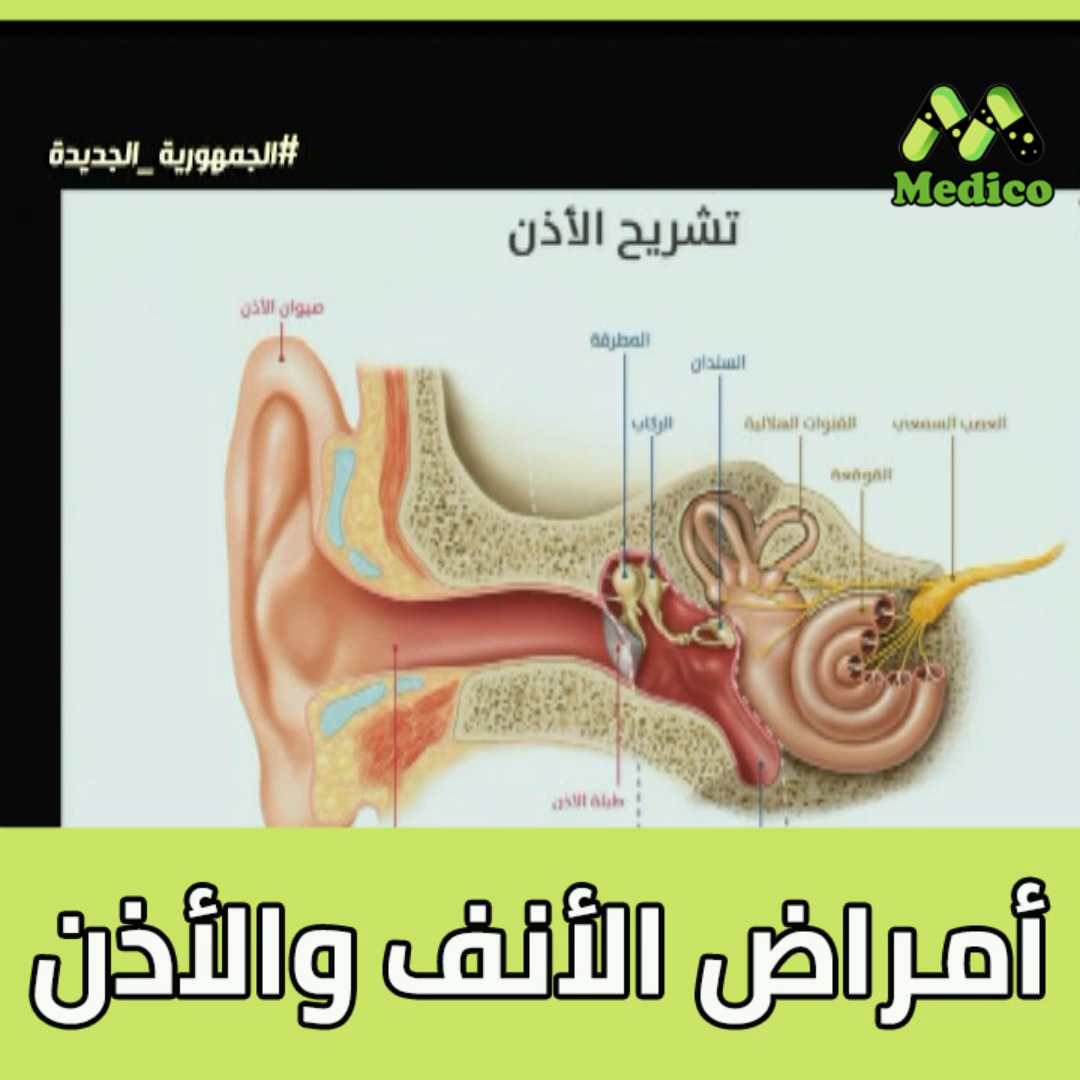 #الجمهورية_الجديدة
Medico
تشريح الأذن
صيوان الأذن
المطرقة
السندان
الركاب
القنوات الهلالية
العصب السمعي
القوقعة
طبلة الأذن
أمراض الأنف والأذن